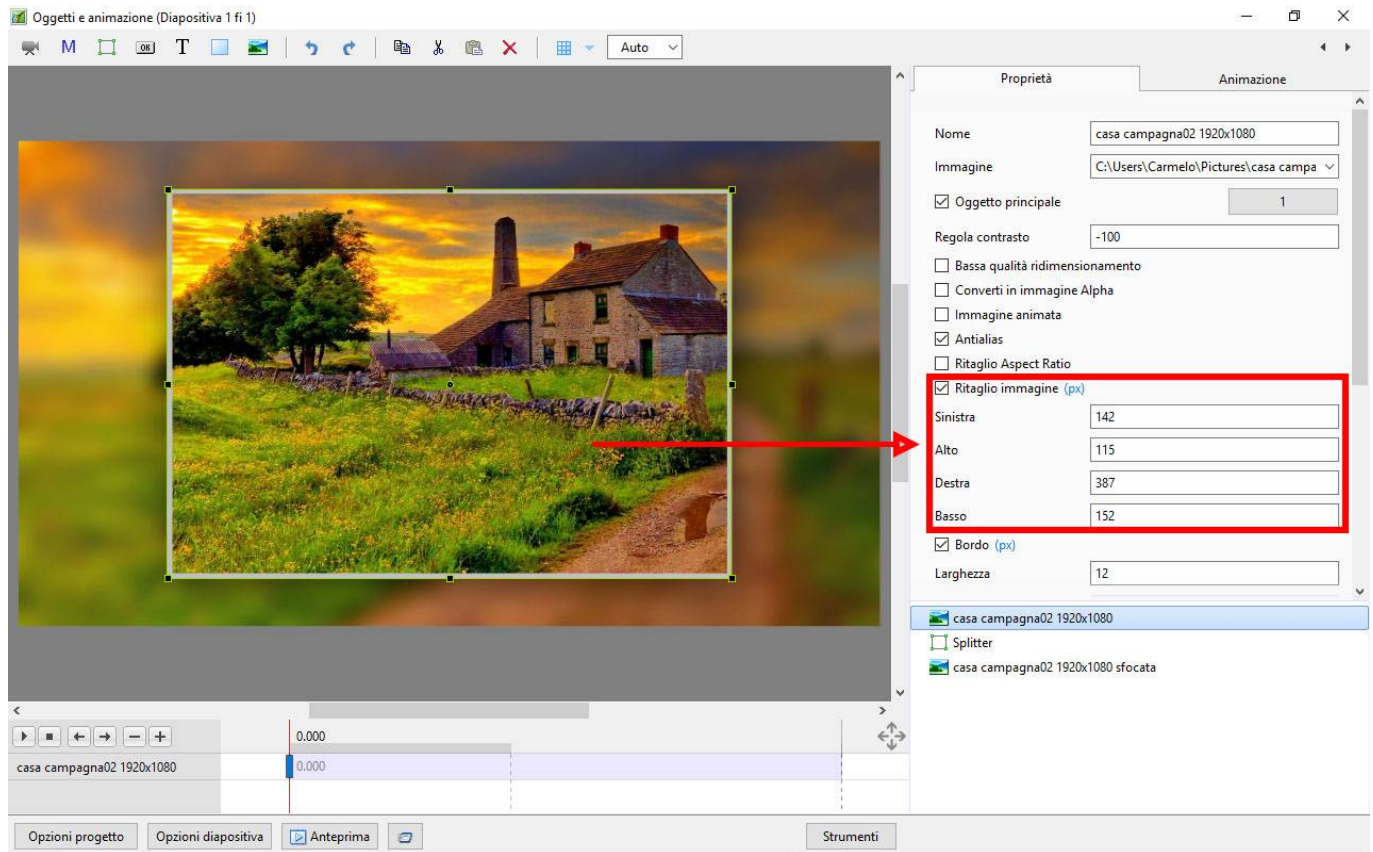 Oggetti e animazione (Diapositiva 1 fi 1)
M OK T Auto
Proprietà Animazione
Nome casa campagna02 1920x1080
Immagine C:\Users\Carmelo\Pictures\casa campa
Oggetto principale 1
Regola contrasto -100
Bassa qualità ridimensionamento
Converti in immagine Alpha
Immagine animata
Antialias
Ritaglio Aspect Ratio
Ritaglio immagine (px)
Sinistra 142
Alto 115
Destra 387
Basso 152
Bordo (px)
Larghezza 12
casa campagna02 1920x1080
Splitter
casa campagna02 1920x1080 sfocata
0.000
casa campagna02 1920x1080 0.000
Opzioni progetto Opzioni diapositiva Anteprima Strumenti